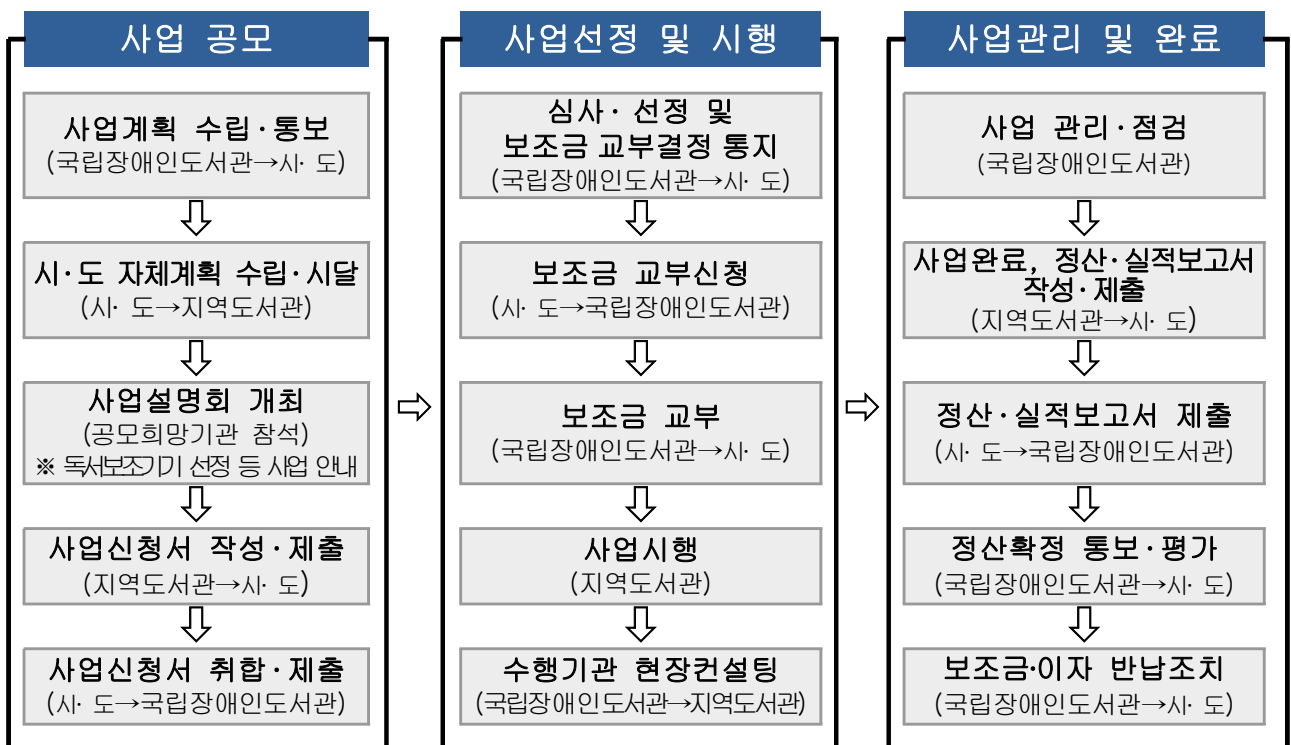 사업 공모
사업계획 수립·통보
(국립장애인도서관→시·도)
시·도 자체계획 수립·시달
(시·도→지역도서관)
사업설명회 개최
(공모희망기관 참석)
※ 독서보조기기 선정 등 사업 안내
사업신청서 작성·제출
(지역도서관→시·도)
사업신청서 취합·제출
(시·도→국립장애인도서관)
사업선정 및 시행
심사·선정 및
보조금 교부결정 통지
(국립장애인도서관→시·도)
보조금 교부신청
(시·도→국립장애인도서관)
보조금 교부
(국립장애인도서관→시·도)
사업시행
(지역도서관)
수행기관 현장컨설팅
(국립장애인도서관→지역도서관)
사업관리 및 완료
사업 관리·점검
(국립장애인도서관)
사업완료, 정산·실적보고서
작성·제출
(지역도서관→시·도)
정산·실적보고서 제출
(시·도→국립장애인도서관)
정산확정 통보·평가
(국립장애인도서관→시·도)
보조금·이자 반납조치
(국립장애인도서관→시·도)